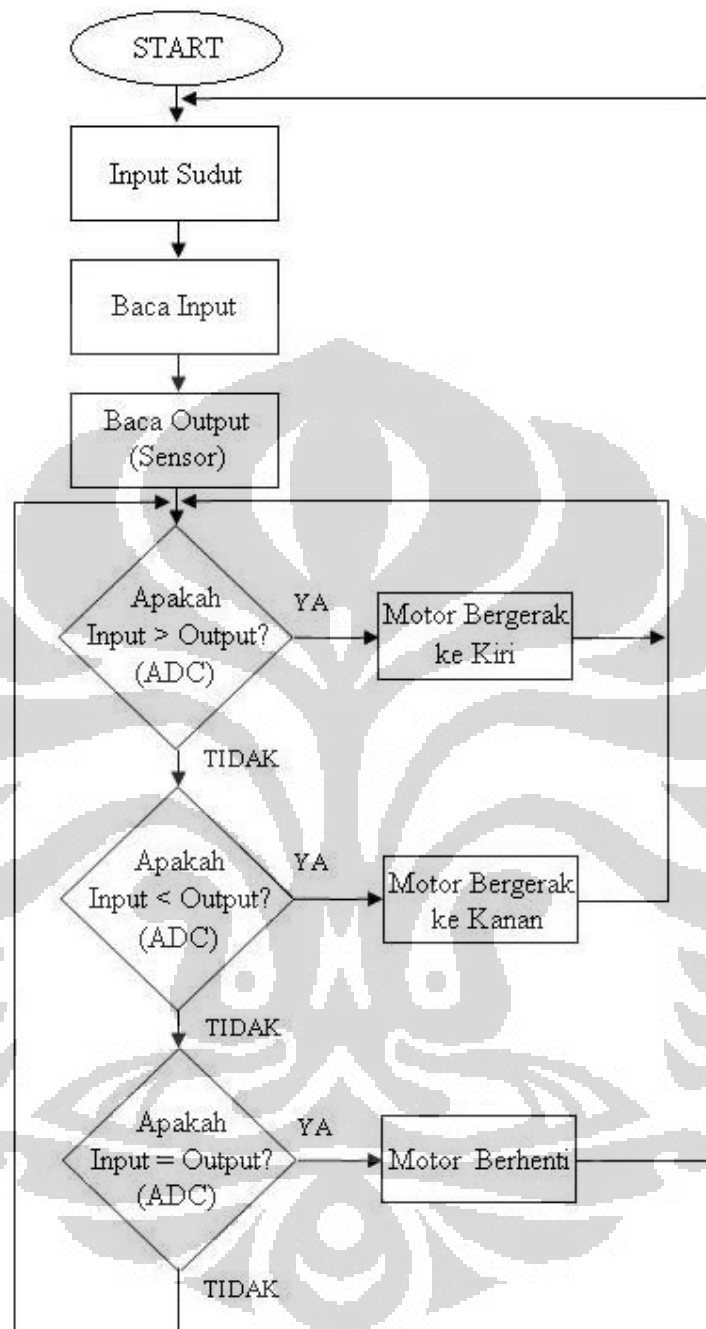 START
Input Sudut
Baca Input
Baca Output
(Sensor)
Apakah
Input > Output?
(ADC)
YA
Motor Bergerak
ke Kiri
TIDAK
Apakah
Input < Output?
(ADC)
YA
Motor Bergerak
ke Kanan
TIDAK
Apakah
Input = Output?
(ADC)
YA
Motor Berhenti
TIDAK